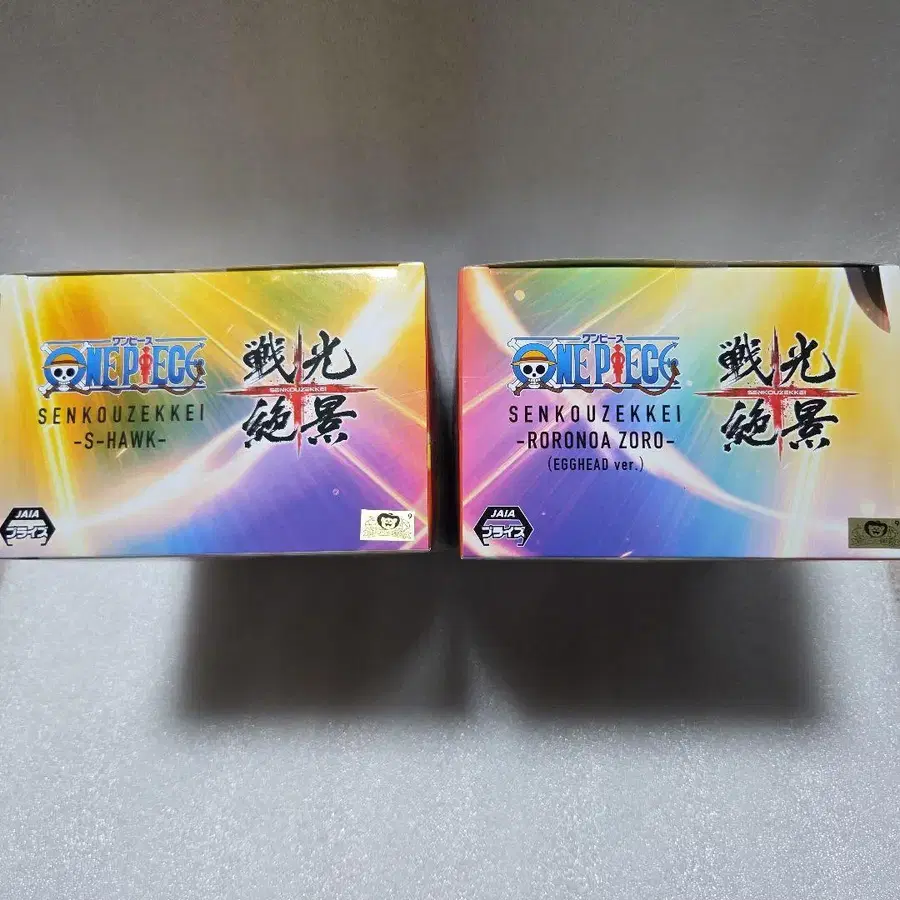 ワンピース
ONE PIECE
SENKOUZEKKEI
-S-HAWK-
戦光
SENKOUZEKKEI
絶景
JAIA
プライズ
9
ワンピース
ONE PIECE
SENKOUZEKKEI
-RORONOA ZORO-
(EGGHEAD ver.)
戦光
SENKOUZEKKEI
絶景
JAIA
プライズ
9